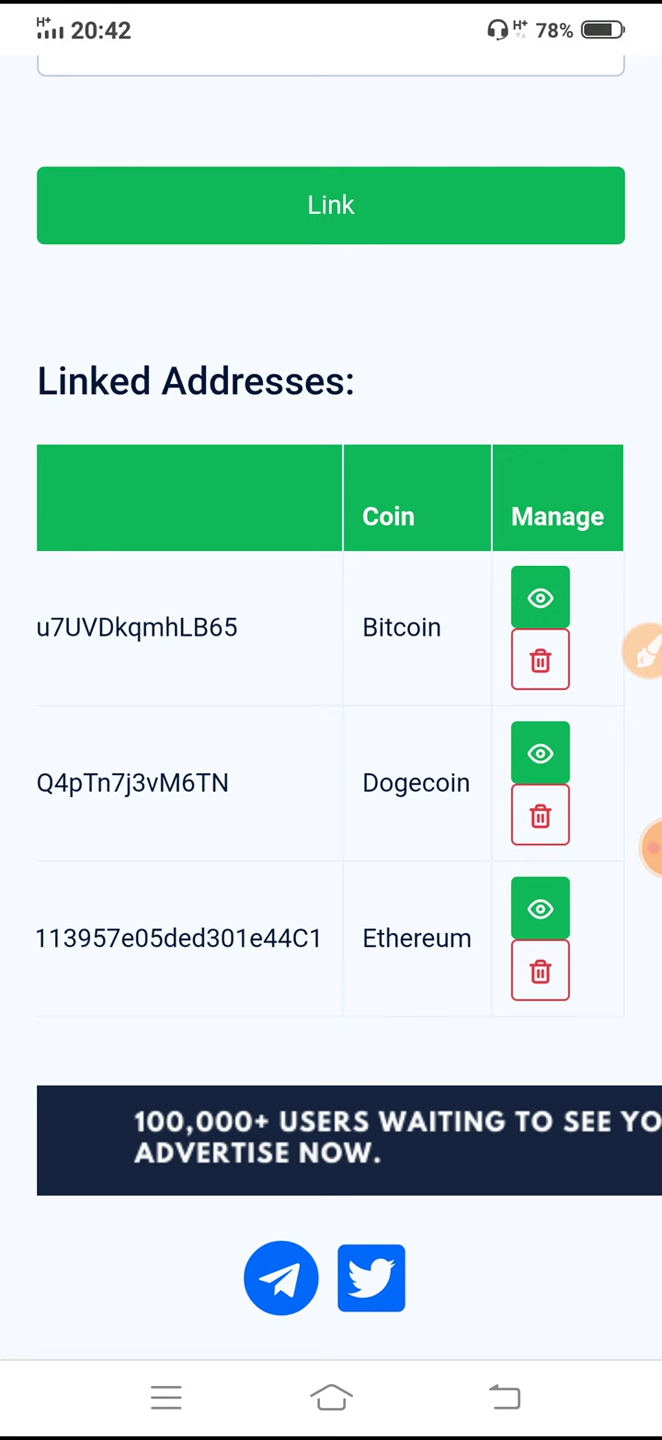 H+ 20:42 H+ 78%
Link
Linked Addresses:
Coin Manage
u7UVDkqmhLB65 Bitcoin
Q4pTn7j3vM6TN Dogecoin
113957e05ded301e44C1 Ethereum
100,000+ USERS WAITING TO SEE YO
ADVERTISE NOW.